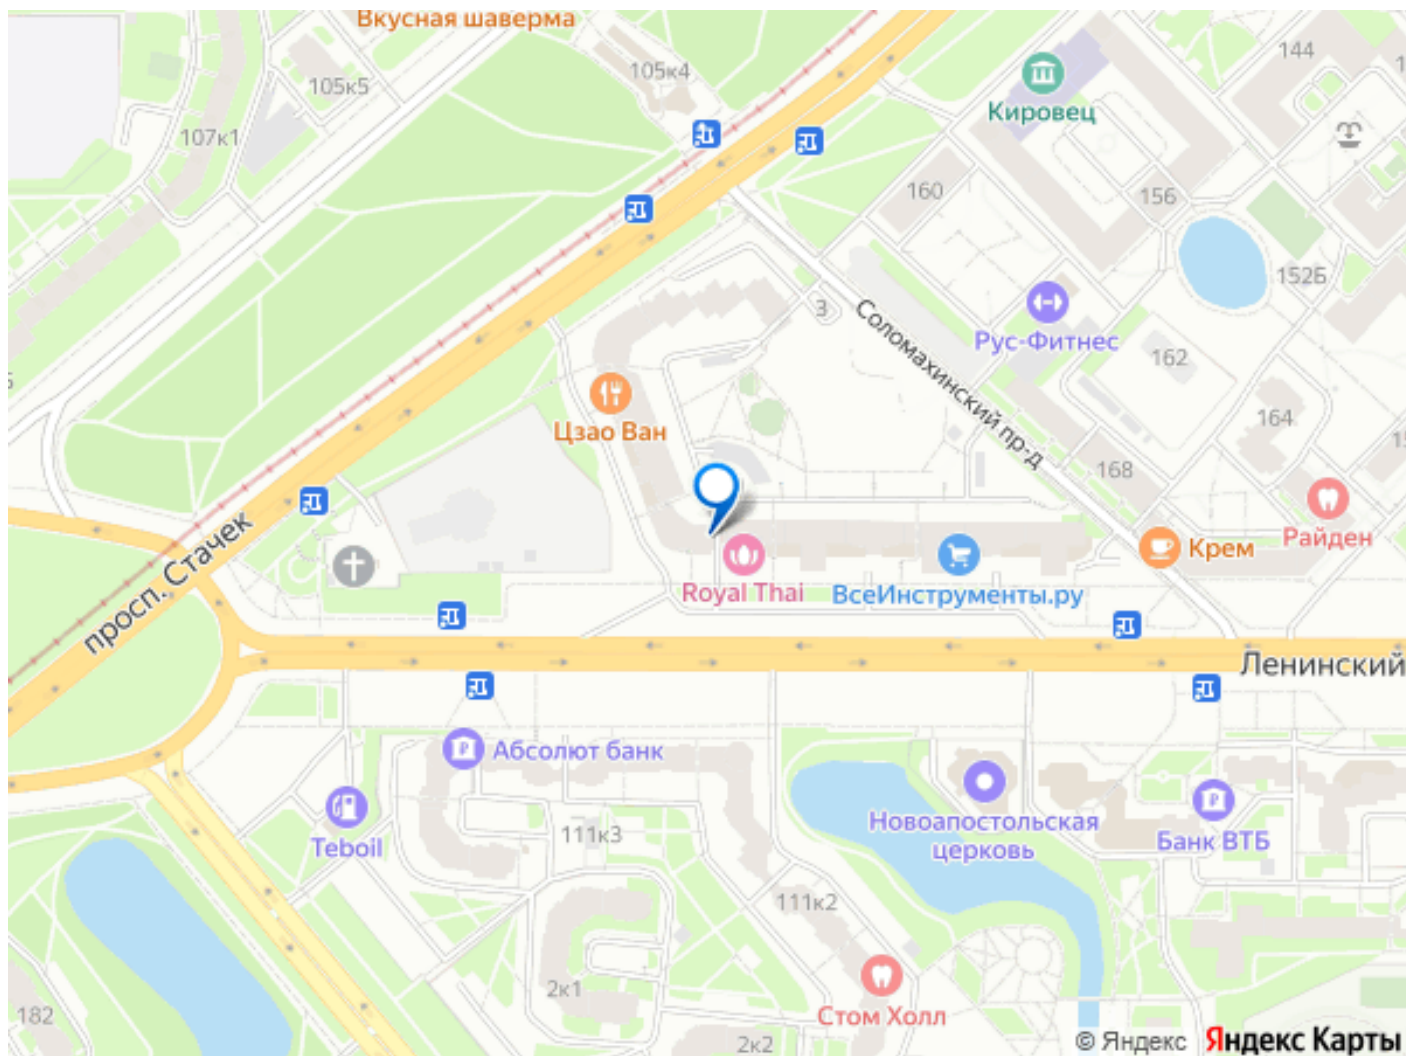 Вкусная шаверма
105к5
105к4
107к1
144
Кировец
160
156
152Б
3
Соломахинский пр-д
Рус-Фитнес
162
Цзао Ван
164
168
Райден
просп. Стачек
Royal Thai
ВсеИнструменты.ру
Крем
Ленинский
Абсолют банк
Teboil
111к3
Новоапостольская
церковь
Банк ВТБ
111к2
2к1
Стом Холл
182
2к2
© Яндекс Яндекс Карты